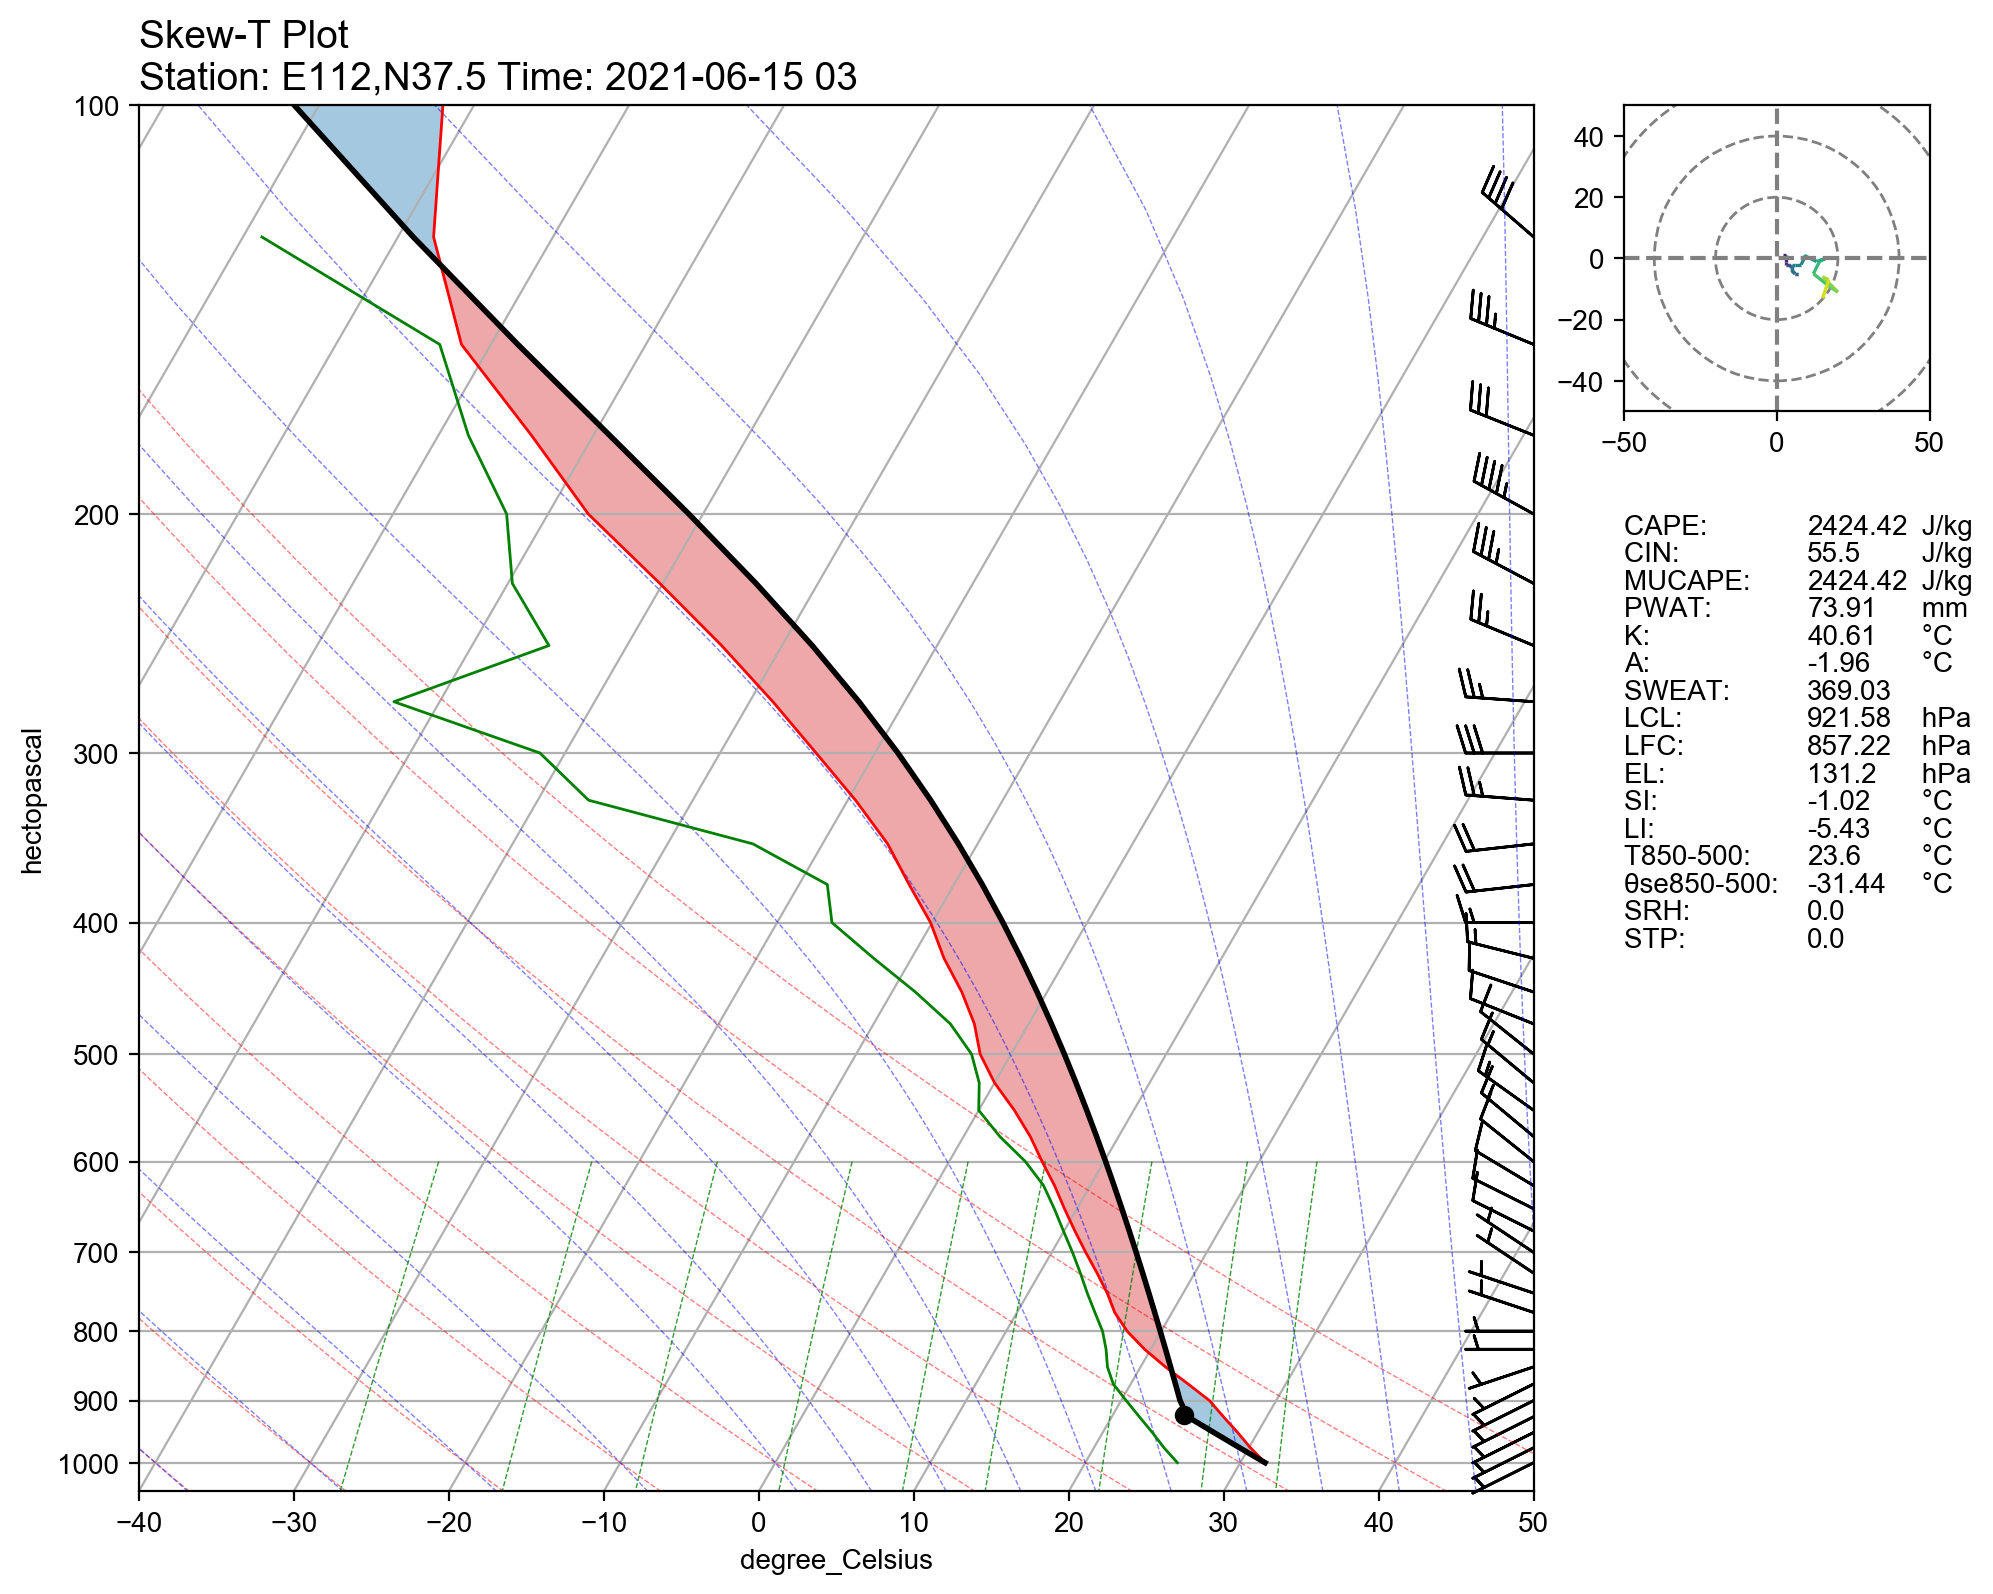 Skew-T Plot
Station: E112,N37.5 Time: 2021-06-15 03
100
200
300
400
500
600
700
800
900
1000
hectopascal
−40 −30 −20 −10 0 10 20 30 40 50
degree_Celsius
40
20
0
−20
−40
−50 0 50
CAPE: 2424.42 J/kg
CIN: 55.5 J/kg
MUCAPE: 2424.42 J/kg
PWAT: 73.91 mm
K: 40.61 °C
A: -1.96 °C
SWEAT: 369.03
LCL: 921.58 hPa
LFC: 857.22 hPa
EL: 131.2 hPa
SI: -1.02 °C
LI: -5.43 °C
T850-500: 23.6 °C
θse850-500: -31.44 °C
SRH: 0.0
STP: 0.0